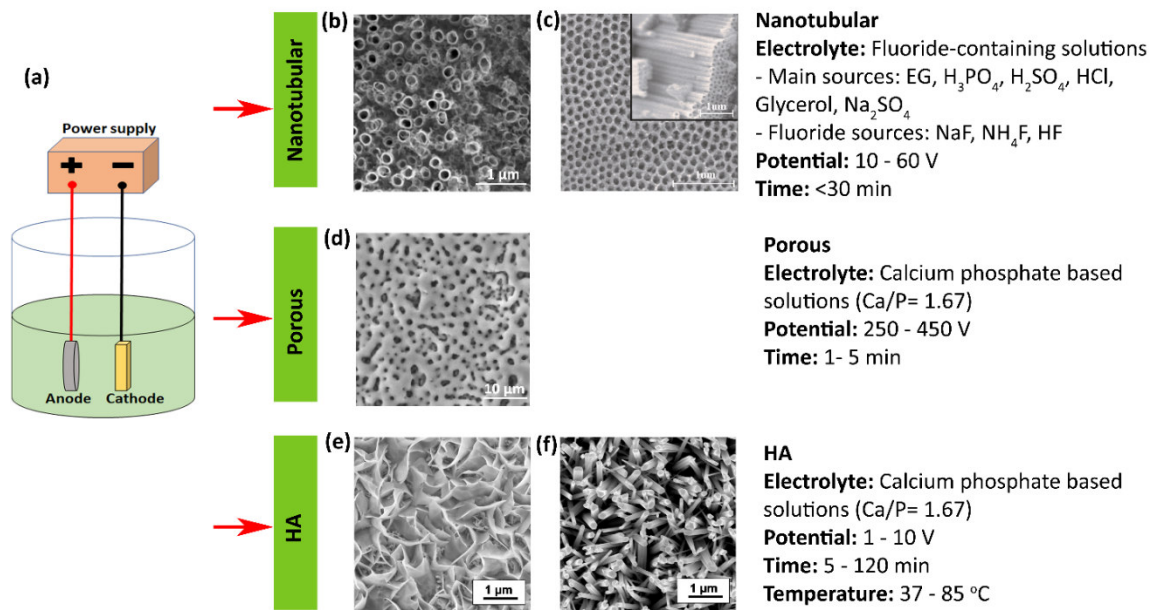 (a)
Power supply
+ −
Anode
Cathode
Nanotubular
(b)
1 µm
(c)
1um
1um
Nanotubular
Electrolyte: Fluoride-containing solutions
- Main sources: EG, H₃PO₄, H₂SO₄, HCl,
Glycerol, Na₂SO₄
- Fluoride sources: NaF, NH₄F, HF
Potential: 10 - 60 V
Time: <30 min
Porous
(d)
10 µm
Porous
Electrolyte: Calcium phosphate based
solutions (Ca/P= 1.67)
Potential: 250 - 450 V
Time: 1- 5 min
HA
(e)
1 µm
(f)
1 µm
HA
Electrolyte: Calcium phosphate based
solutions (Ca/P= 1.67)
Potential: 1 - 10 V
Time: 5 - 120 min
Temperature: 37 - 85 °C